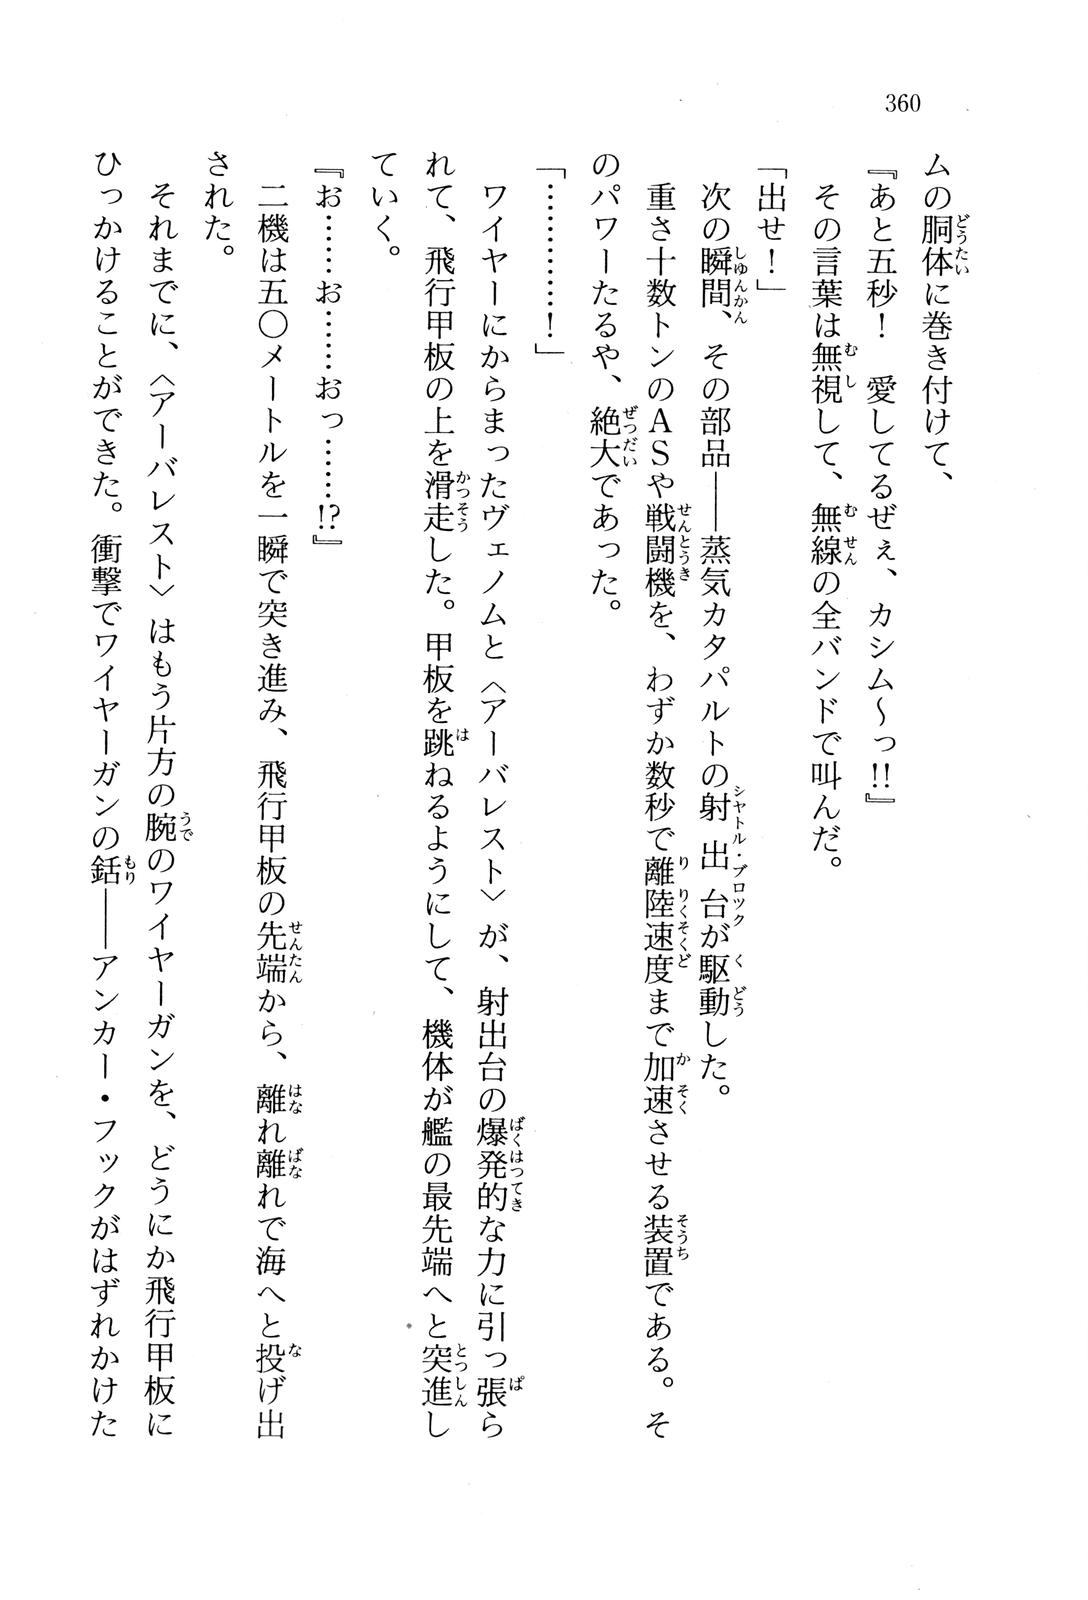 360
ムの胴体に巻き付けて、
『あと五秒！　愛してるぜぇ、カシム〜っ!!』
その言葉は無視して、無線の全バンドで叫んだ。
「出せ！」
次の瞬間、その部品――蒸気カタパルトの射出台が駆動した。
重さ十数トンのASや戦闘機を、わずか数秒で離陸速度まで加速させる装置である。そ
のパワーたるや、絶大であった。
「…………！」
ワイヤーにからまったヴェノムと〈アーバレスト〉が、射出台の爆発的な力に引っ張ら
れて、飛行甲板の上を滑走した。甲板を跳ねるようにして、機体が艦の最先端へと突進し
ていく。
『お……お……おっ……!?』
二機は五〇メートルを一瞬で突き進み、飛行甲板の先端から、離れ離れで海へと投げ出
された。
それまでに、〈アーバレスト〉はもう片方の腕のワイヤーガンを、どうにか飛行甲板に
ひっかけることができた。衝撃でワイヤーガンの銛――アンカー・フックがはずれかけた